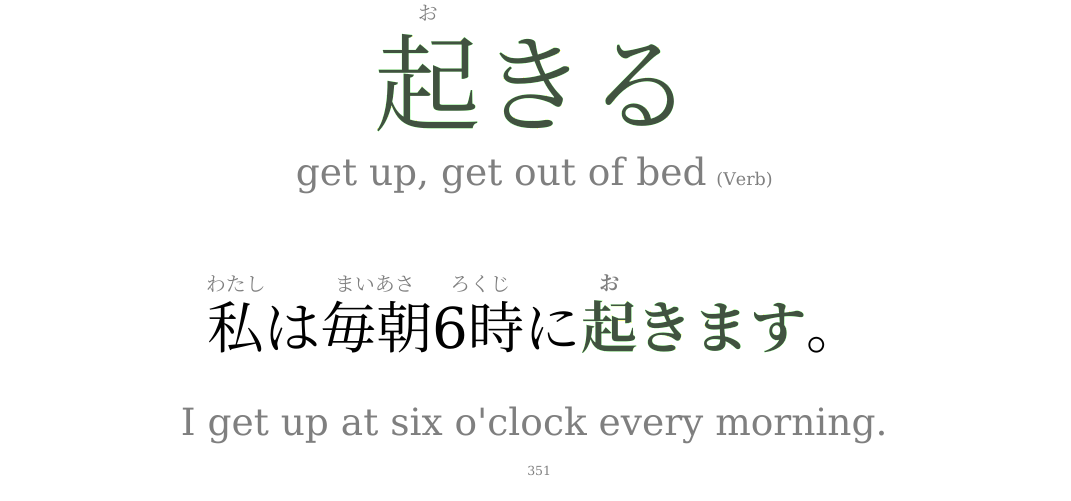 お
起きる
get up, get out of bed (Verb)
わたし まいあさ ろくじ お
私は毎朝6時に起きます。
I get up at six o'clock every morning.
351